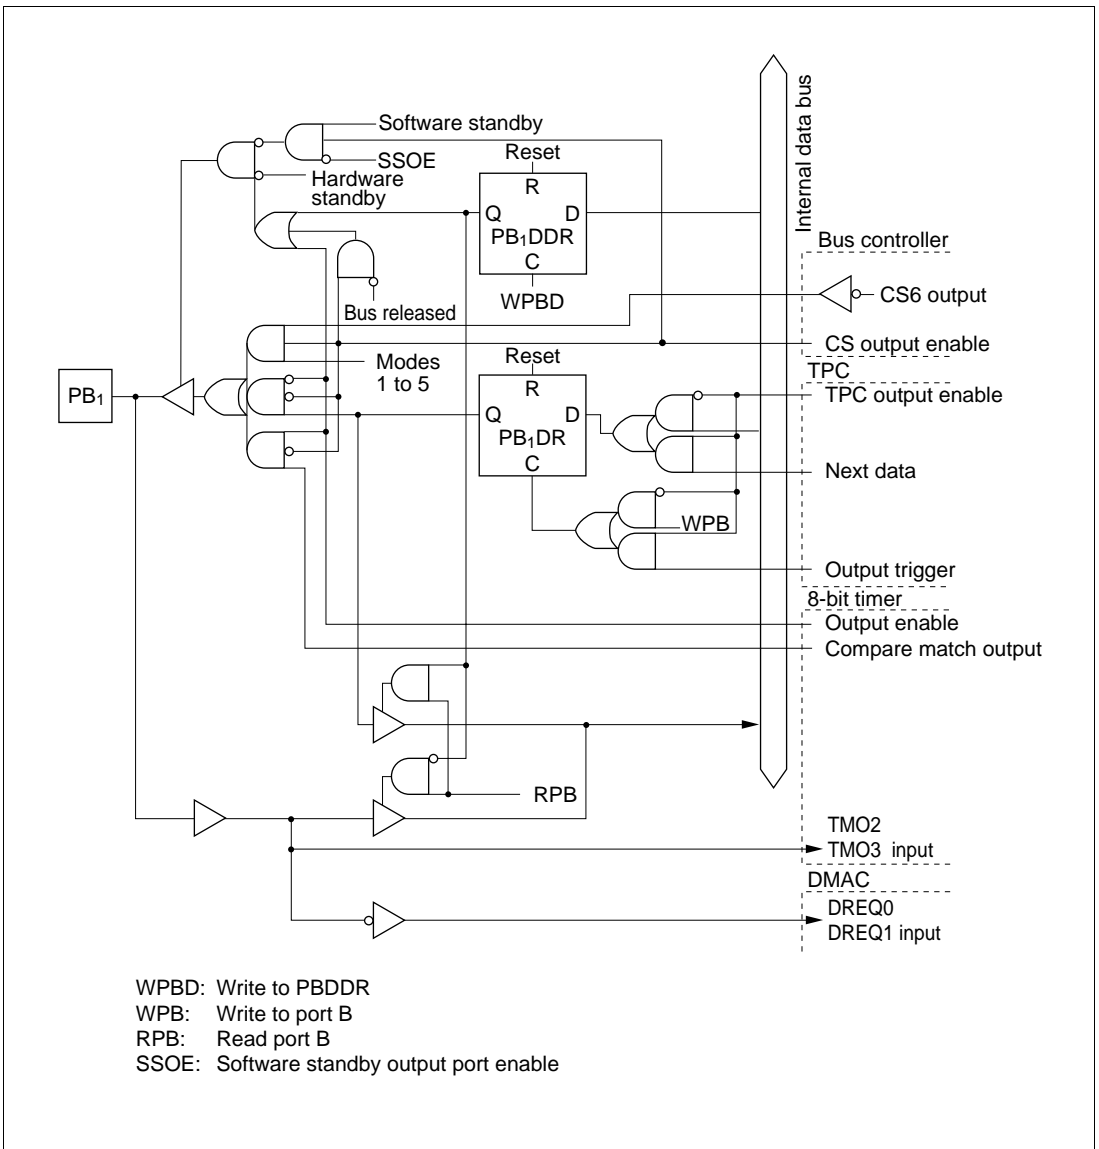 Software standby
SSOE
Hardware
standby
Reset
R
Q
D
PB1DDR
C
WPBD
Internal data bus
Bus controller
CS6 output
CS output enable
Bus released
Modes
1 to 5
PB1
Reset
R
Q
D
PB1DR
C
TPC
TPC output enable
Next data
WPB
Output trigger
8-bit timer
Output enable
Compare match output
RPB
TMO2
TMO3 input
DMAC
DREQ0
DREQ1 input
WPBD: Write to PBDDR
WPB: Write to port B
RPB: Read port B
SSOE: Software standby output port enable